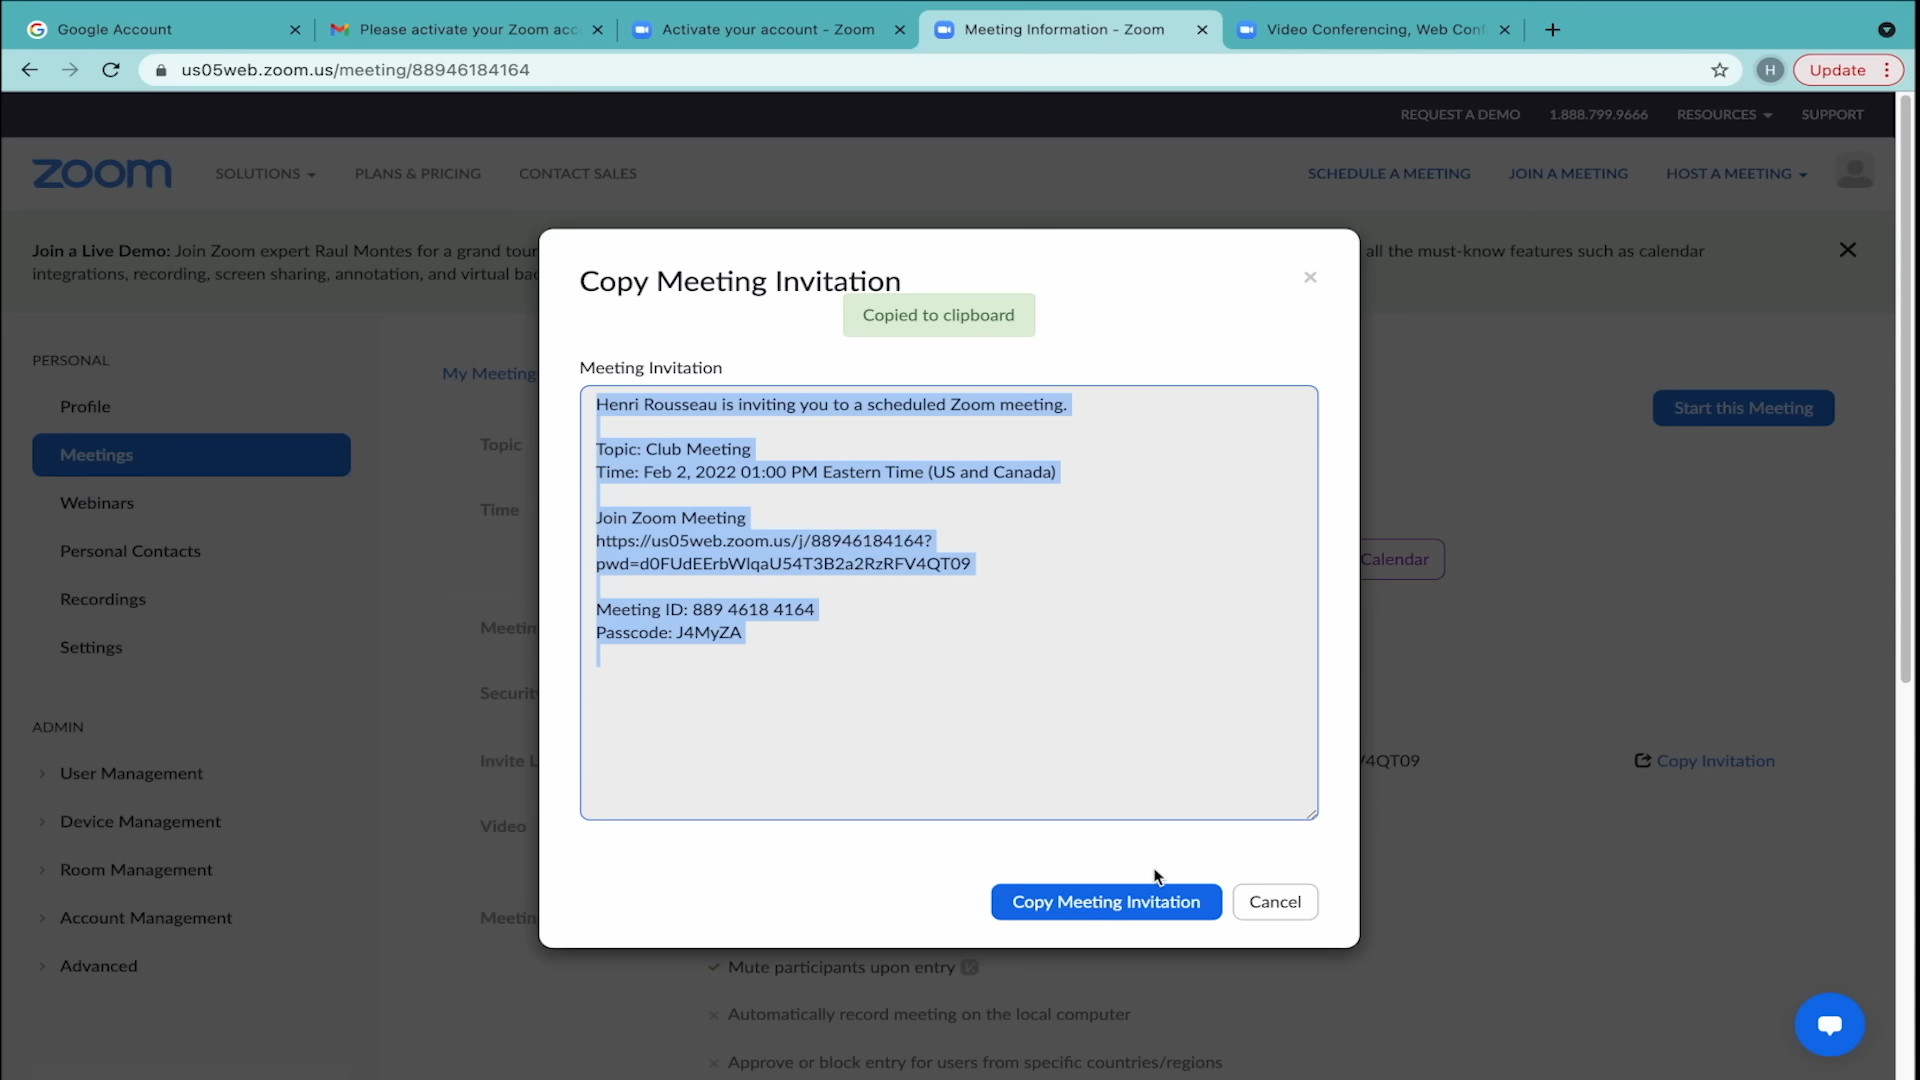 Google Account
Please activate your Zoom acc
Activate your account - Zoom
Meeting Information - Zoom
Video Conferencing, Web Conf
us05web.zoom.us/meeting/88946184164
H
Update
REQUEST A DEMO
1.888.799.9666
RESOURCES
SUPPORT
zoom
SOLUTIONS
PLANS & PRICING
CONTACT SALES
SCHEDULE A MEETING
JOIN A MEETING
HOST A MEETING
Join a Live Demo: Join Zoom expert Raul Montes for a grand tour
all the must-know features such as calendar
integrations, recording, screen sharing, annotation, and virtual
PERSONAL
Profile
Meetings
Webinars
Personal Contacts
Recordings
Settings
ADMIN
User Management
Device Management
Room Management
Account Management
Advanced
My Meeting
Topic
Time
Meetin
Securit
Invite L
Video
Meetin
Start this Meeting
Calendar
4QT09
Copy Invitation
Copy Meeting Invitation
Copied to clipboard
Meeting Invitation
Henri Rousseau is inviting you to a scheduled Zoom meeting.
Topic: Club Meeting
Time: Feb 2, 2022 01:00 PM Eastern Time (US and Canada)
Join Zoom Meeting
https://us05web.zoom.us/j/88946184164?
pwd=d0FUdEErbWlqaU54T3B2a2RzRFV4QT09
Meeting ID: 889 4618 4164
Passcode: J4MyZA
Copy Meeting Invitation
Cancel
Mute participants upon entry
Automatically record meeting on the local computer
Approve or block entry for users from specific countries/regions